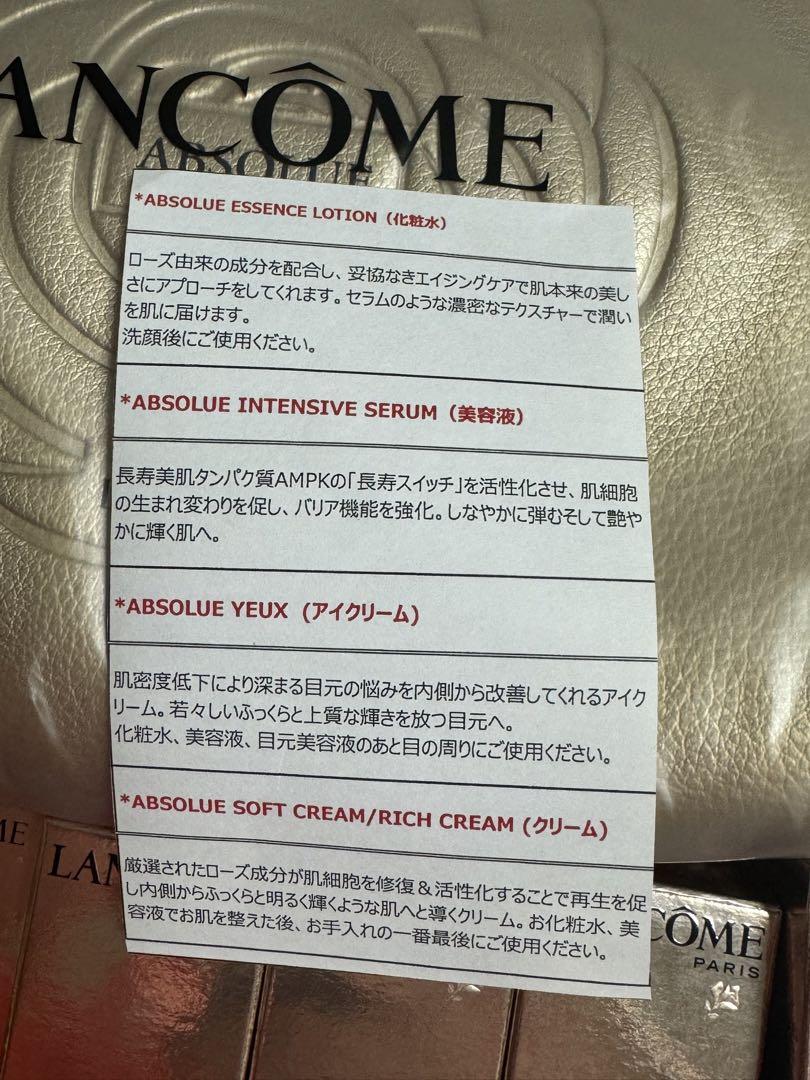 LANCÔME
ABSOLUE
*ABSOLUE ESSENCE LOTION（化粧水）
ローズ由来の成分を配合し、妥協なきエイジングケアで肌本来の美し
さにアプローチをしてくれます。セラムのような濃密なテクスチャーで潤い
を肌に届けます。
洗顔後にご使用ください。
*ABSOLUE INTENSIVE SERUM（美容液）
長寿美肌タンパク質AMPKの「長寿スイッチ」を活性化させ、肌細胞
の生まれ変わりを促し、バリア機能を強化。しなやかに弾むそして艶や
かに輝く肌へ。
*ABSOLUE YEUX（アイクリーム）
肌密度低下により深まる目元の悩みを内側から改善してくれるアイク
リーム。若々しいふっくらと上質な輝きを放つ目元へ。
化粧水、美容液、目元美容液のあと目の周りにご使用ください。
*ABSOLUE SOFT CREAM/RICH CREAM (クリーム)
厳選されたローズ成分が肌細胞を修復＆活性化することで再生を促
し内側からふっくらと明るく輝くような肌へと導くクリーム。お化粧水、美
容液でお肌を整えた後、お手入れの一番最後にご使用ください。
ME
LAN
CÔME
PARIS